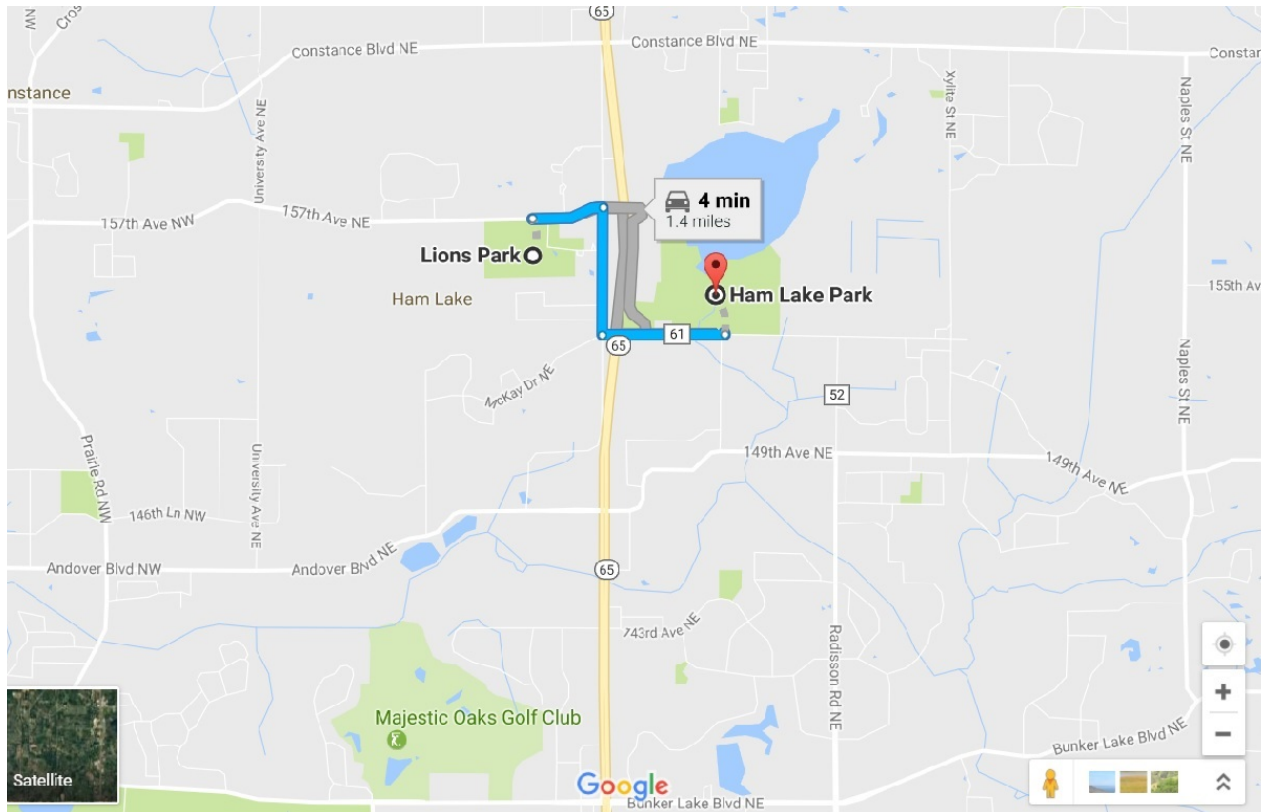 NW
Cros
65
Constance Blvd NE
Constance Blvd NE
Constan
nstance
University Ave NE
Xylite St NE
Naples St NE
4 min
1.4 miles
157th Ave NW
157th Ave NE
Lions Park
Ham Lake
Ham Lake Park
155th Av
61
65
McKay Dr NE
52
Naples St NE
Prairie Rd NW
University Ave NE
149th Ave NE
149th Ave NE
146th Ln NW
Andover Blvd NW
Andover Blvd NE
65
143rd Ave NE
Radisson Rd NE
Majestic Oaks Golf Club
Bunker Lake Blvd NE
Satellite
Google
Bunker Lake Blvd NE